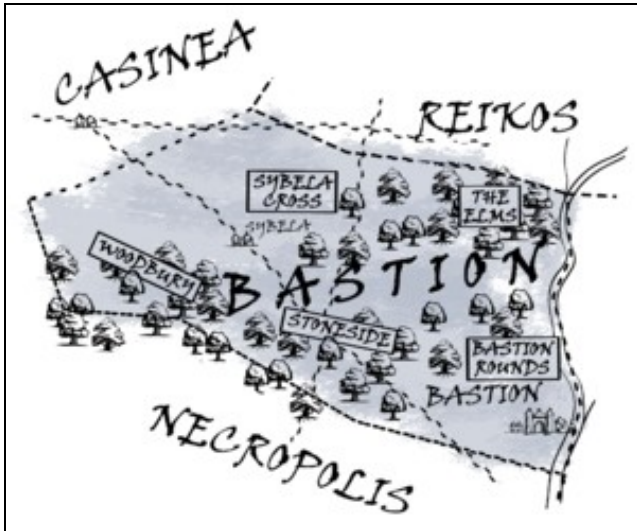 CASINEA
REIKOS
SYBELA
CROSS
THE
ELMS
SYBELA
WOODBURY
BASTION
STONESIDE
BASTION
ROUNDS
BASTION
NECROPOLIS